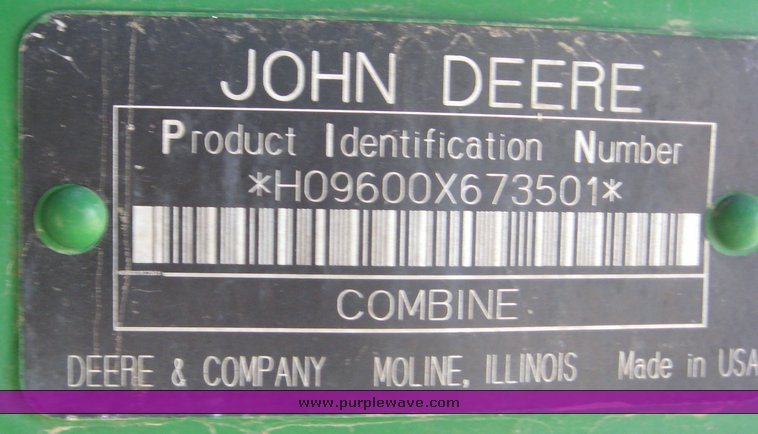 JOHN DEERE
Product Identification Number
*H09600X673501*
COMBINE
DEERE & COMPANY MOLINE, ILLINOIS Made in USA
www.purplewave.com